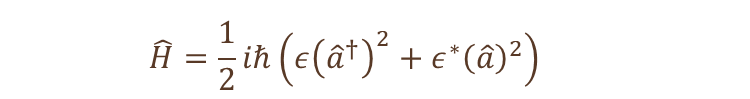 Ĥ = 1/2 iℏ (ϵ(â†)² + ϵ*(â)²)